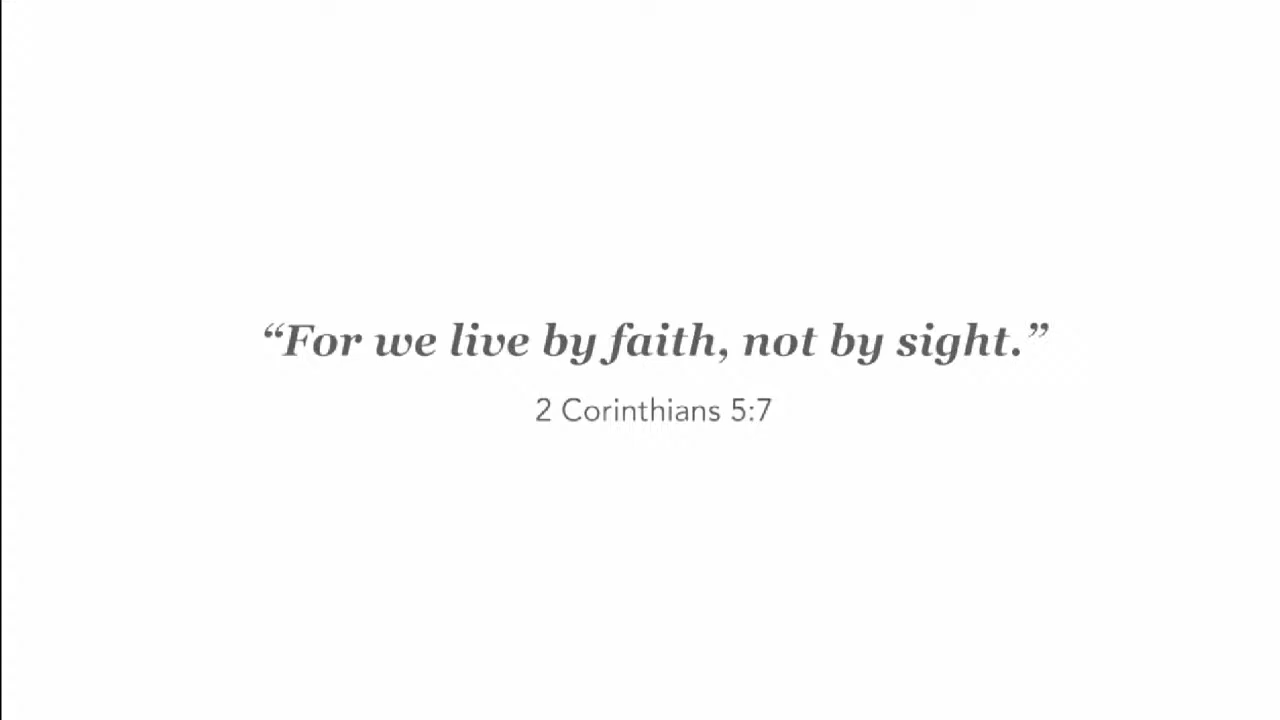 “For we live by faith, not by sight.”
2 Corinthians 5:7